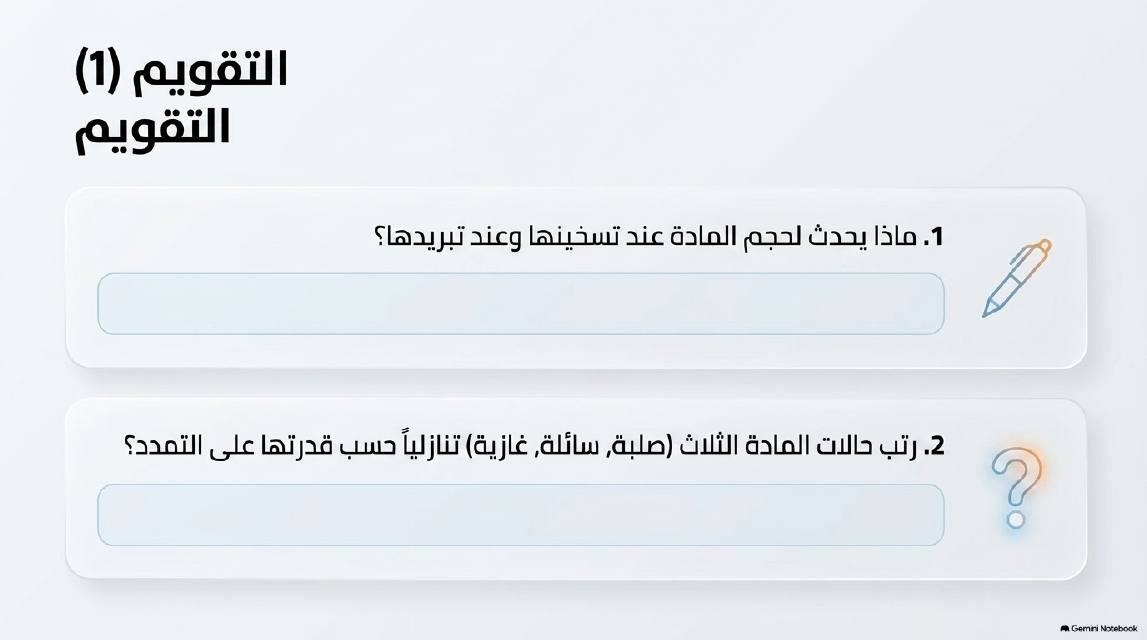 التقويم (1)
التقويم
1. ماذا يحدث لحجم المادة عند تسخينها وعند تبريدها؟
2. رتب حالات المادة الثلاث (صلبة, سائلة, غازية) تنازلياً حسب قدرتها على التمدد؟
Gemini Notebook